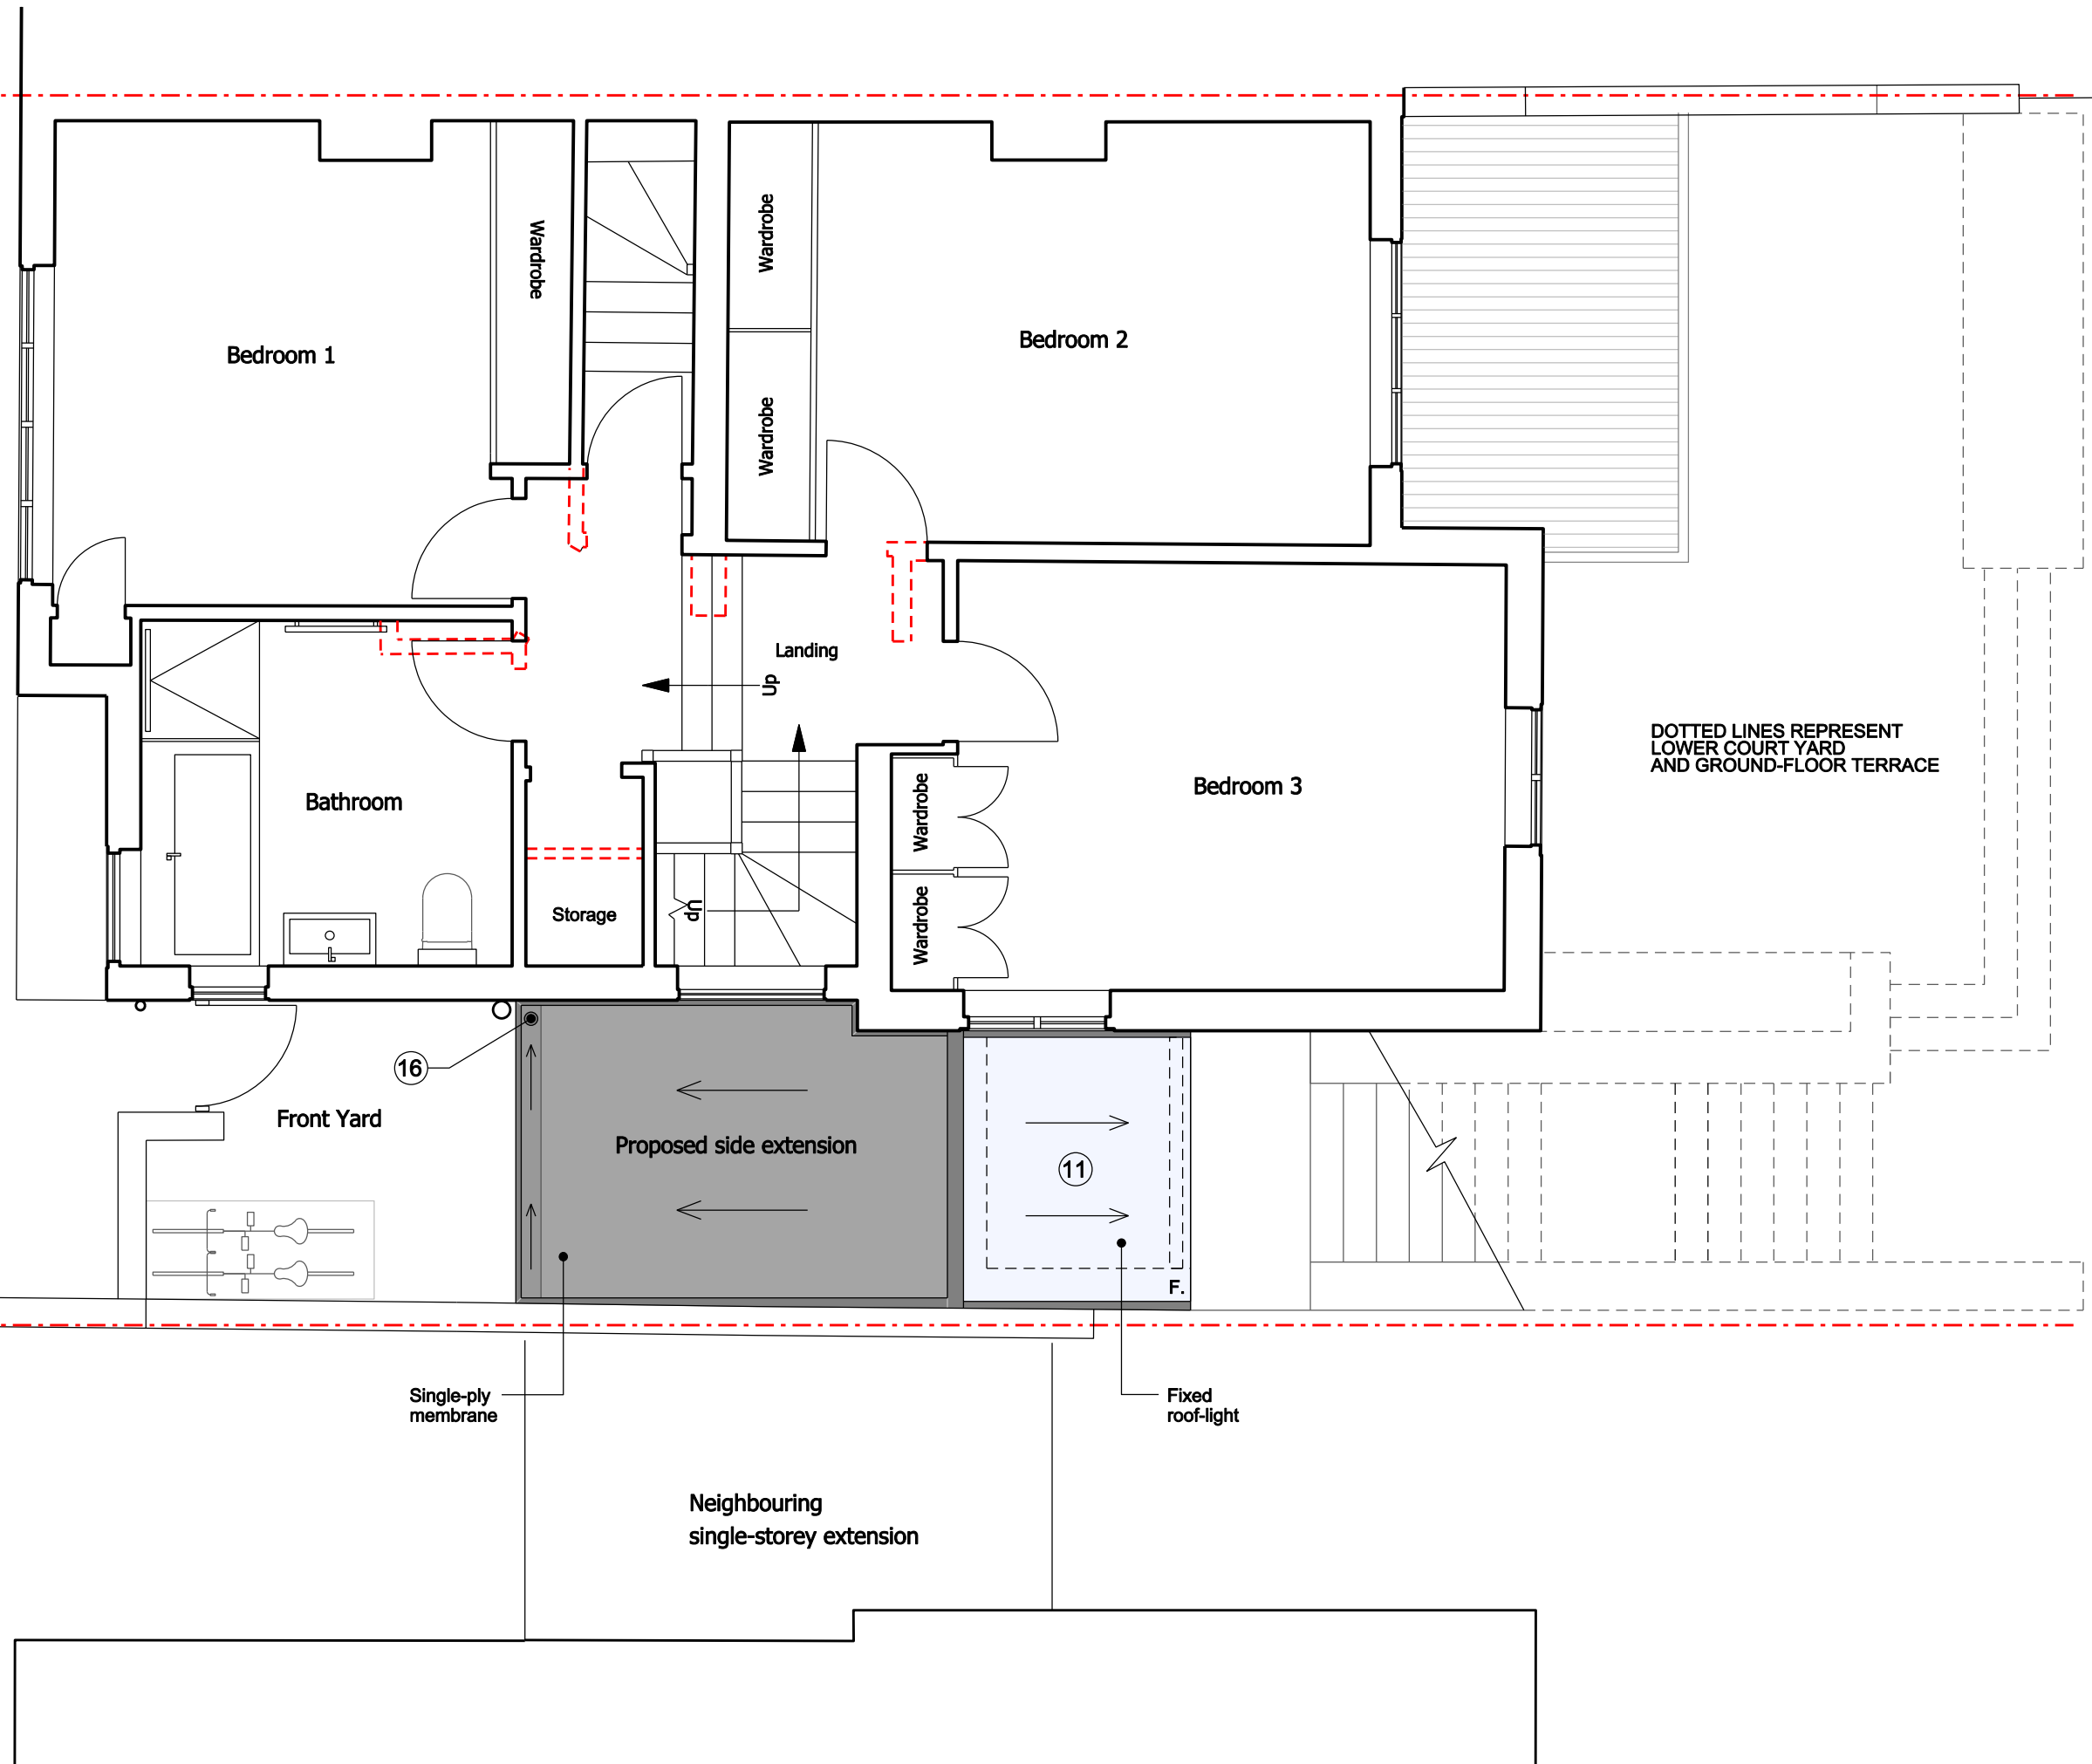 Wardrobe
Wardrobe
Bedroom 2
Bedroom 1
Wardrobe
Landing
Up
DOTTED LINES REPRESENT
LOWER COURT YARD
AND GROUND-FLOOR TERRACE
Bedroom 3
Bathroom
Wardrobe
Storage
Up
Wardrobe
16
Front Yard
Proposed side extension
11
F.
Single-ply
membrane
Fixed
roof-light
Neighbouring
single-storey extension